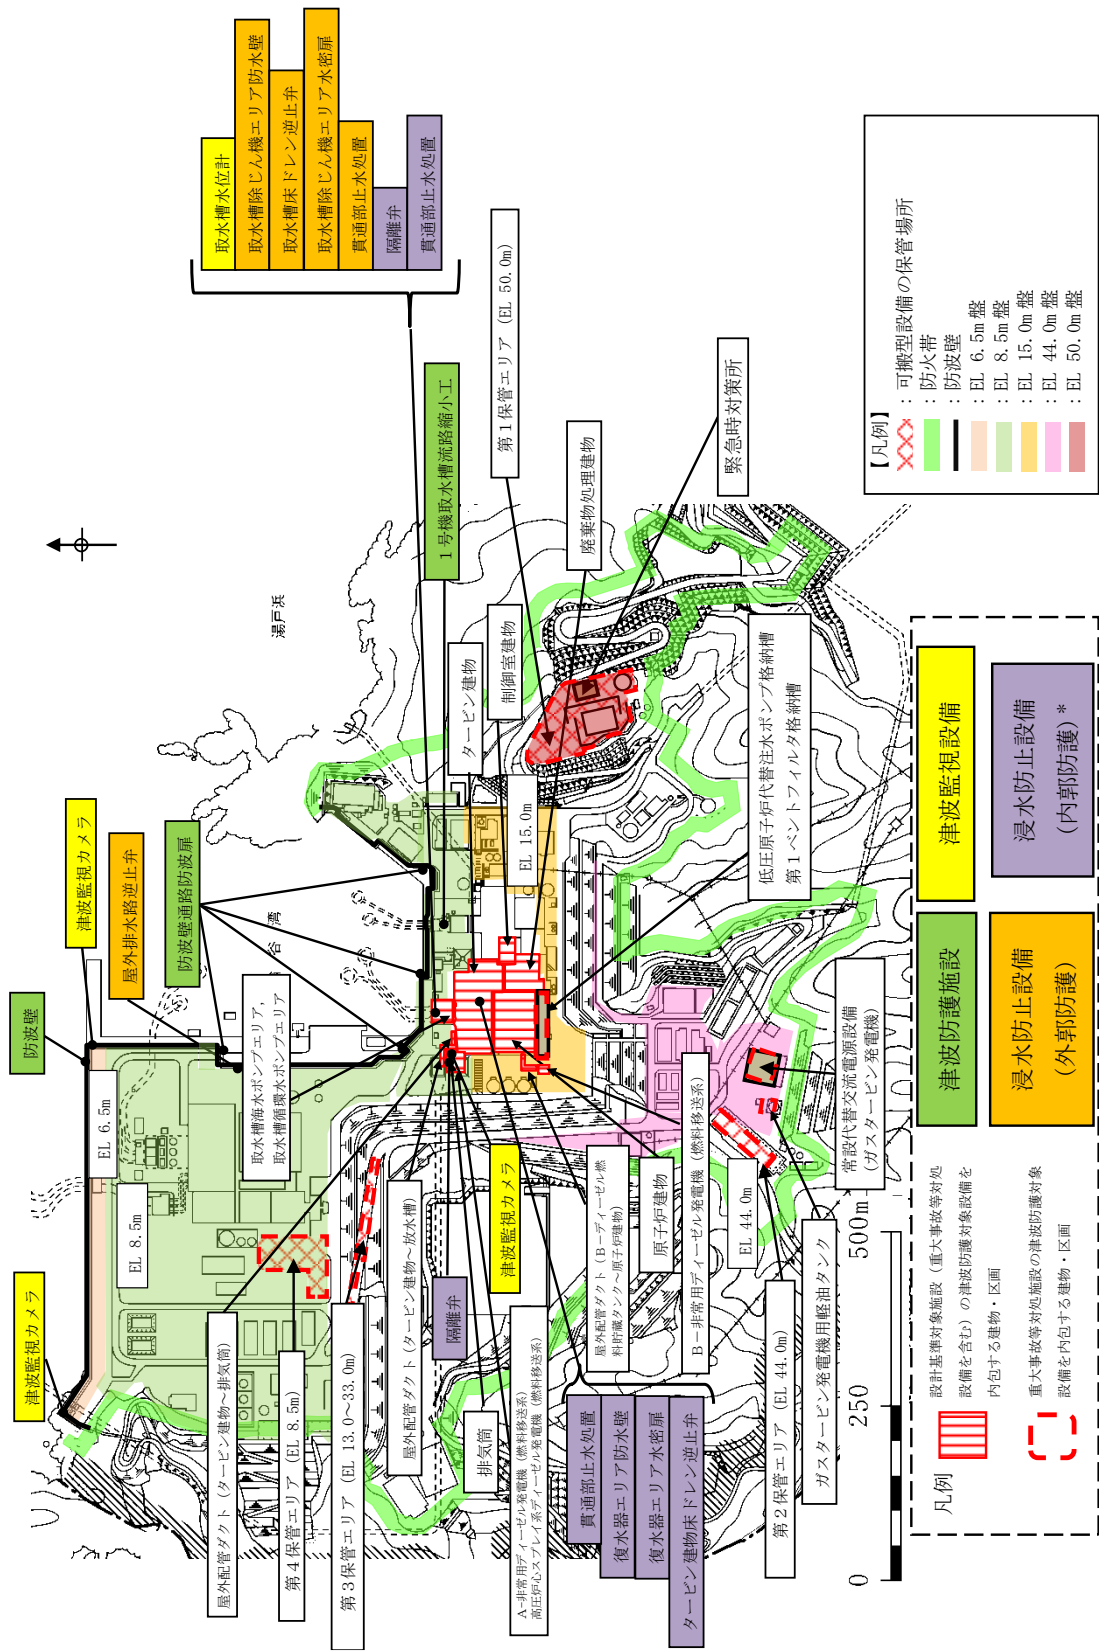 取水槽水位計
取水槽除じん機エリア防水壁
取水槽床ドレン逆止弁
取水槽除じん機エリア水密扉
貫通部止水処置
隔離弁
貫通部止水処置
津波監視カメラ
防波壁
津波監視カメラ
屋外排水路逆止弁
防波壁通路防波扉
1号機取水槽流路縮小工
第1保管エリア (EL 50.0m)
緊急時対策所
廃棄物処理建物
制御室建物
タービン建物
湯戸浜
谷
湾
EL 6.5m
EL 8.5m
EL 15.0m
取水槽海水ポンプエリア,
取水槽循環水ポンプエリア
低圧原子炉代替注水ポンプ格納槽
第1ベントフィルタ格納槽
屋外配管ダクト (タービン建物~排気筒)
第4保管エリア (EL 8.5m)
第3保管エリア (EL 13.0~33.0m)
屋外配管ダクト (タービン建物~放水槽)
隔離弁
排気筒
津波監視カメラ
A-非常用ディーゼル発電機 (燃料移送系)
高圧炉心スプレイ系ディーゼル発電機 (燃料移送系)
屋外配管ダクト (B-ディーゼル燃
料貯蔵タンク~原子炉建物)
原子炉建物
B-非常用ディーゼル発電機 (燃料移送系)
EL 44.0m
貫通部止水処置
復水器エリア防水壁
復水器エリア水密扉
タービン建物床ドレン逆止弁
第2保管エリア (EL 44.0m)
ガスタービン発電機用軽油タンク
常設代替交流電源設備
(ガスタービン発電機)
0
250
500m
【凡例】
: 可搬型設備の保管場所
: 防火帯
: 防波壁
: EL 6.5m盤
: EL 8.5m盤
: EL 15.0m盤
: EL 44.0m盤
: EL 50.0m盤
凡例
設計基準対象施設 (重大事故等対処
設備を含む) の津波防護対象設備を
内包する建物・区画
重大事故等対処施設の津波防護対象
設備を内包する建物・区画
津波防護施設
津波監視設備
浸水防止設備
(外郭防護)
浸水防止設備
(内郭防護)*